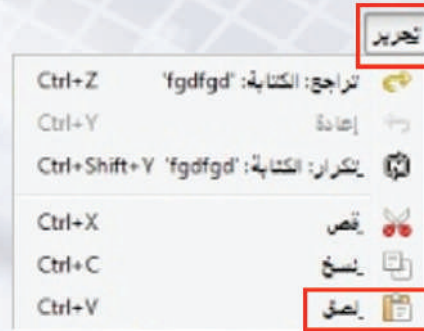 تحرير
تراجع: الكتابة: 'fgdfgd' Ctrl+Z
إعادة Ctrl+Y
تكرار: الكتابة: 'fgdfgd' Ctrl+Shift+Y
قص Ctrl+X
نسخ Ctrl+C
لصق Ctrl+V